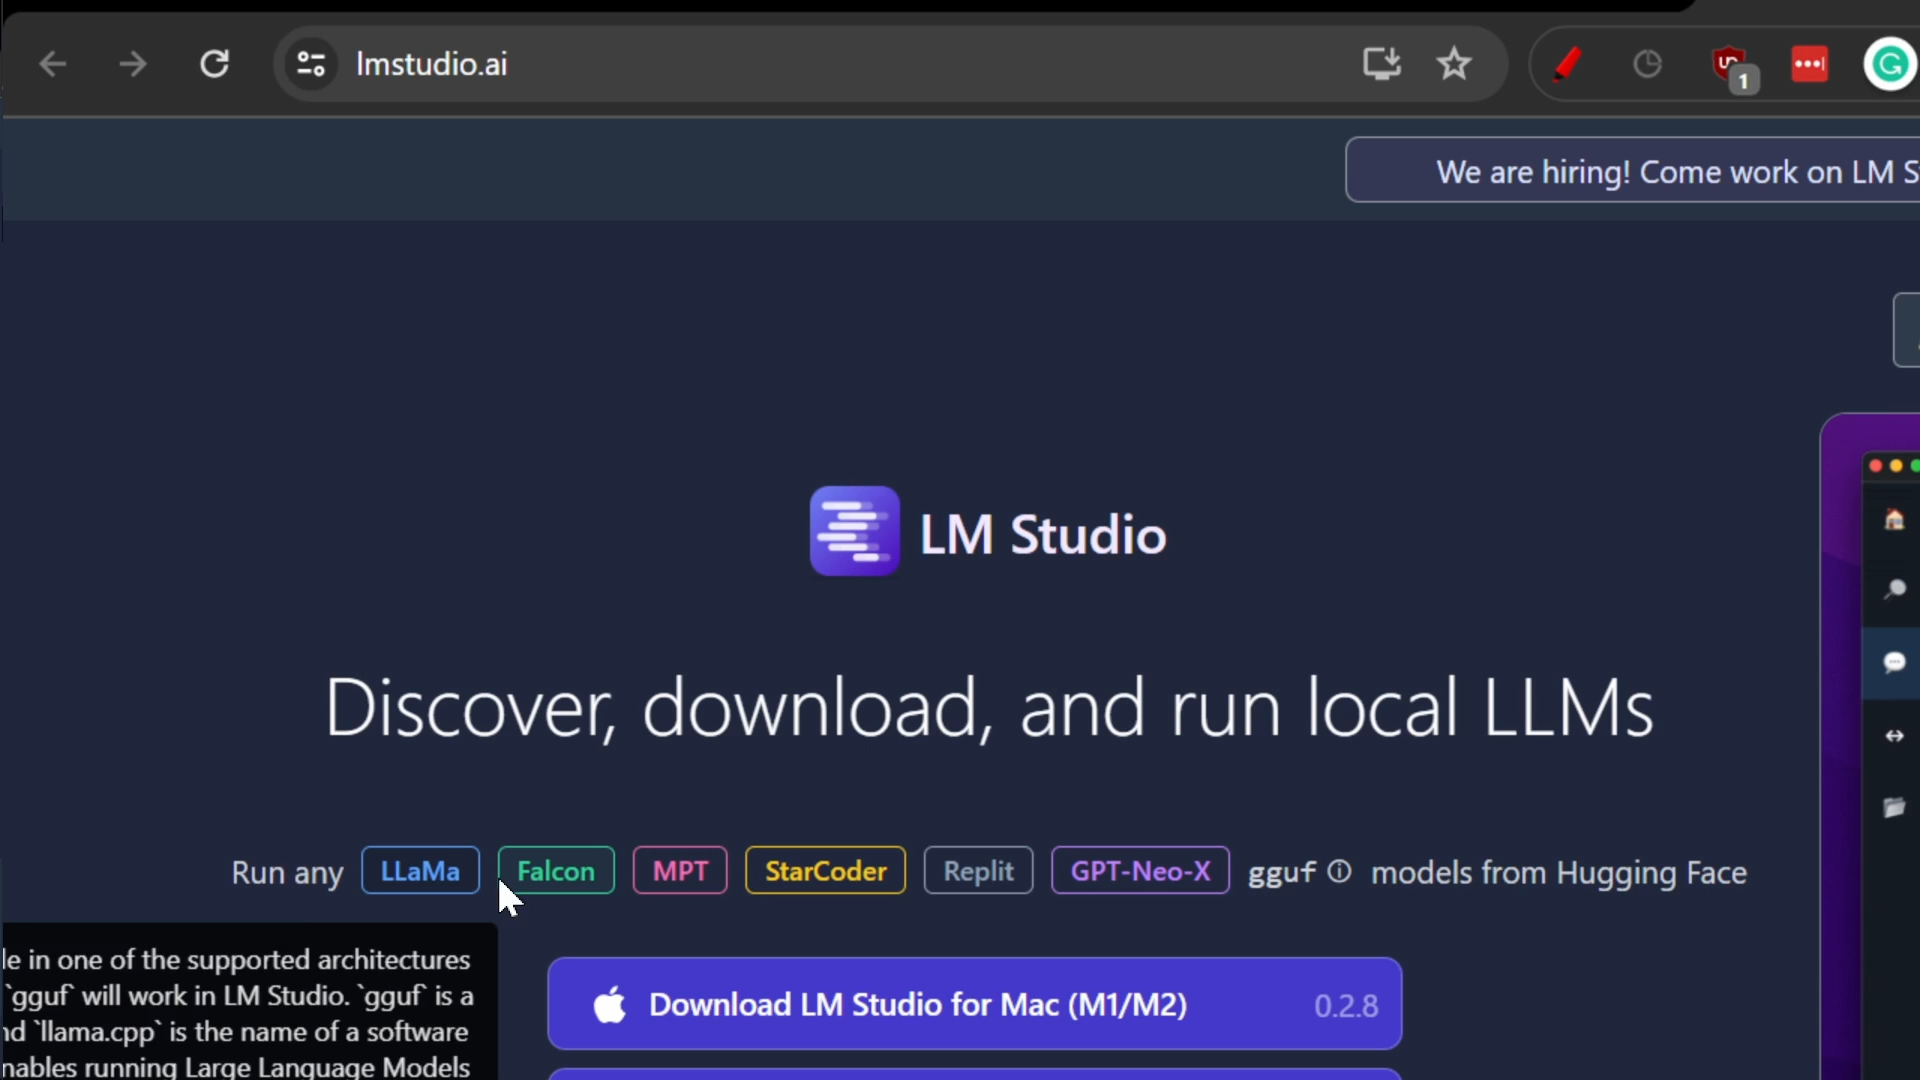 lmstudio.ai
1
We are hiring! Come work on LM S
LM Studio
Discover, download, and run local LLMs
Run any LLaMa Falcon MPT StarCoder Replit GPT-Neo-X gguf models from Hugging Face
le in one of the supported architectures
`gguf` will work in LM Studio. `gguf` is a
nd `llama.cpp` is the name of a software
nables running Large Language Models
Download LM Studio for Mac (M1/M2) 0.2.8